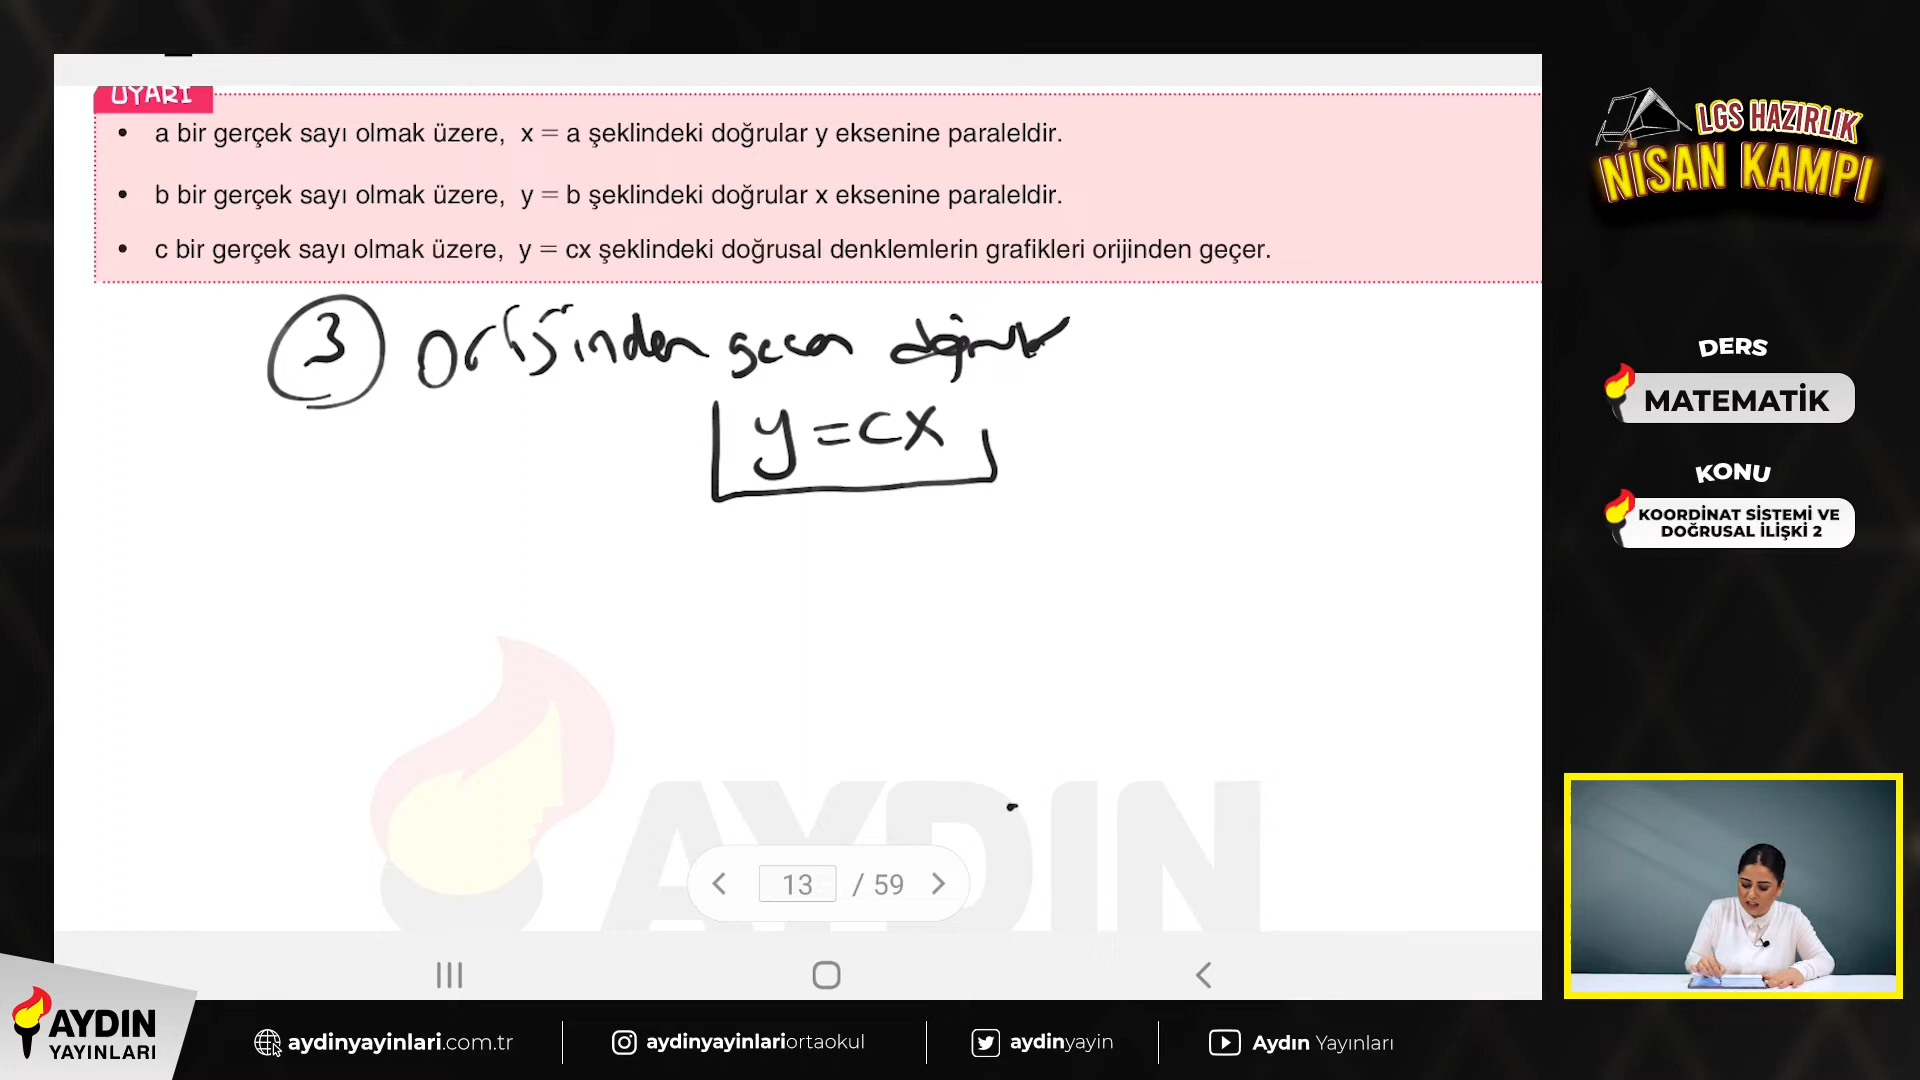 UYARI
• a bir gerçek sayı olmak üzere, x = a şeklindeki doğrular y eksenine paraleldir.
• b bir gerçek sayı olmak üzere, y = b şeklindeki doğrular x eksenine paraleldir.
• c bir gerçek sayı olmak üzere, y = cx şeklindeki doğrusal denklemlerin grafikleri orijinden geçer.
3 Orijinden geçen
y = cx
AYDIN
13 / 59
LGS HAZIRLIK
NİSAN KAMPI
DERS
MATEMATİK
KONU
KOORDİNAT SİSTEMİ VE
DOĞRUSAL İLİŞKİ 2
AYDIN
YAYINLARI
aydinyayinlari.com.tr
aydinyayinlariortaokul
aydinyayin
Aydın Yayınları